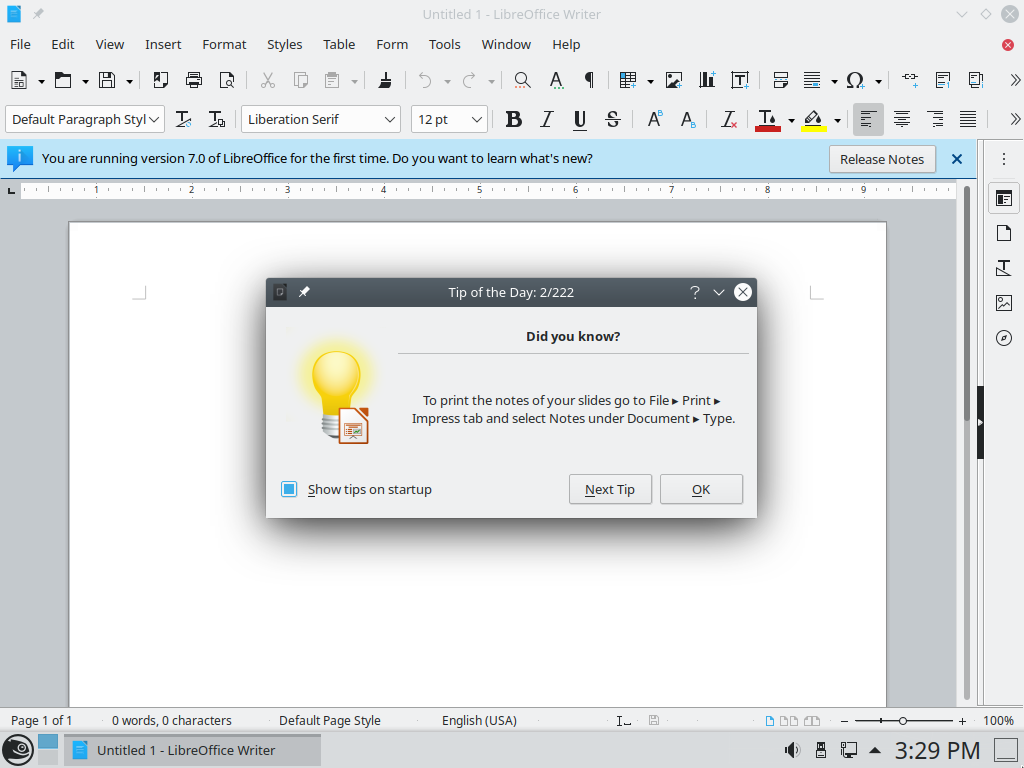 Untitled 1 - LibreOffice Writer
File Edit View Insert Format Styles Table Form Tools Window Help
Default Paragraph Styl Liberation Serif 12 pt
You are running version 7.0 of LibreOffice for the first time. Do you want to learn what's new? Release Notes
1 2 3 4 5 6 7 8 9
Tip of the Day: 2/222
Did you know?
To print the notes of your slides go to File ▸ Print ▸
Impress tab and select Notes under Document ▸ Type.
Show tips on startup Next Tip OK
Page 1 of 1 0 words, 0 characters Default Page Style English (USA) 100%
Untitled 1 - LibreOffice Writer 3:29 PM